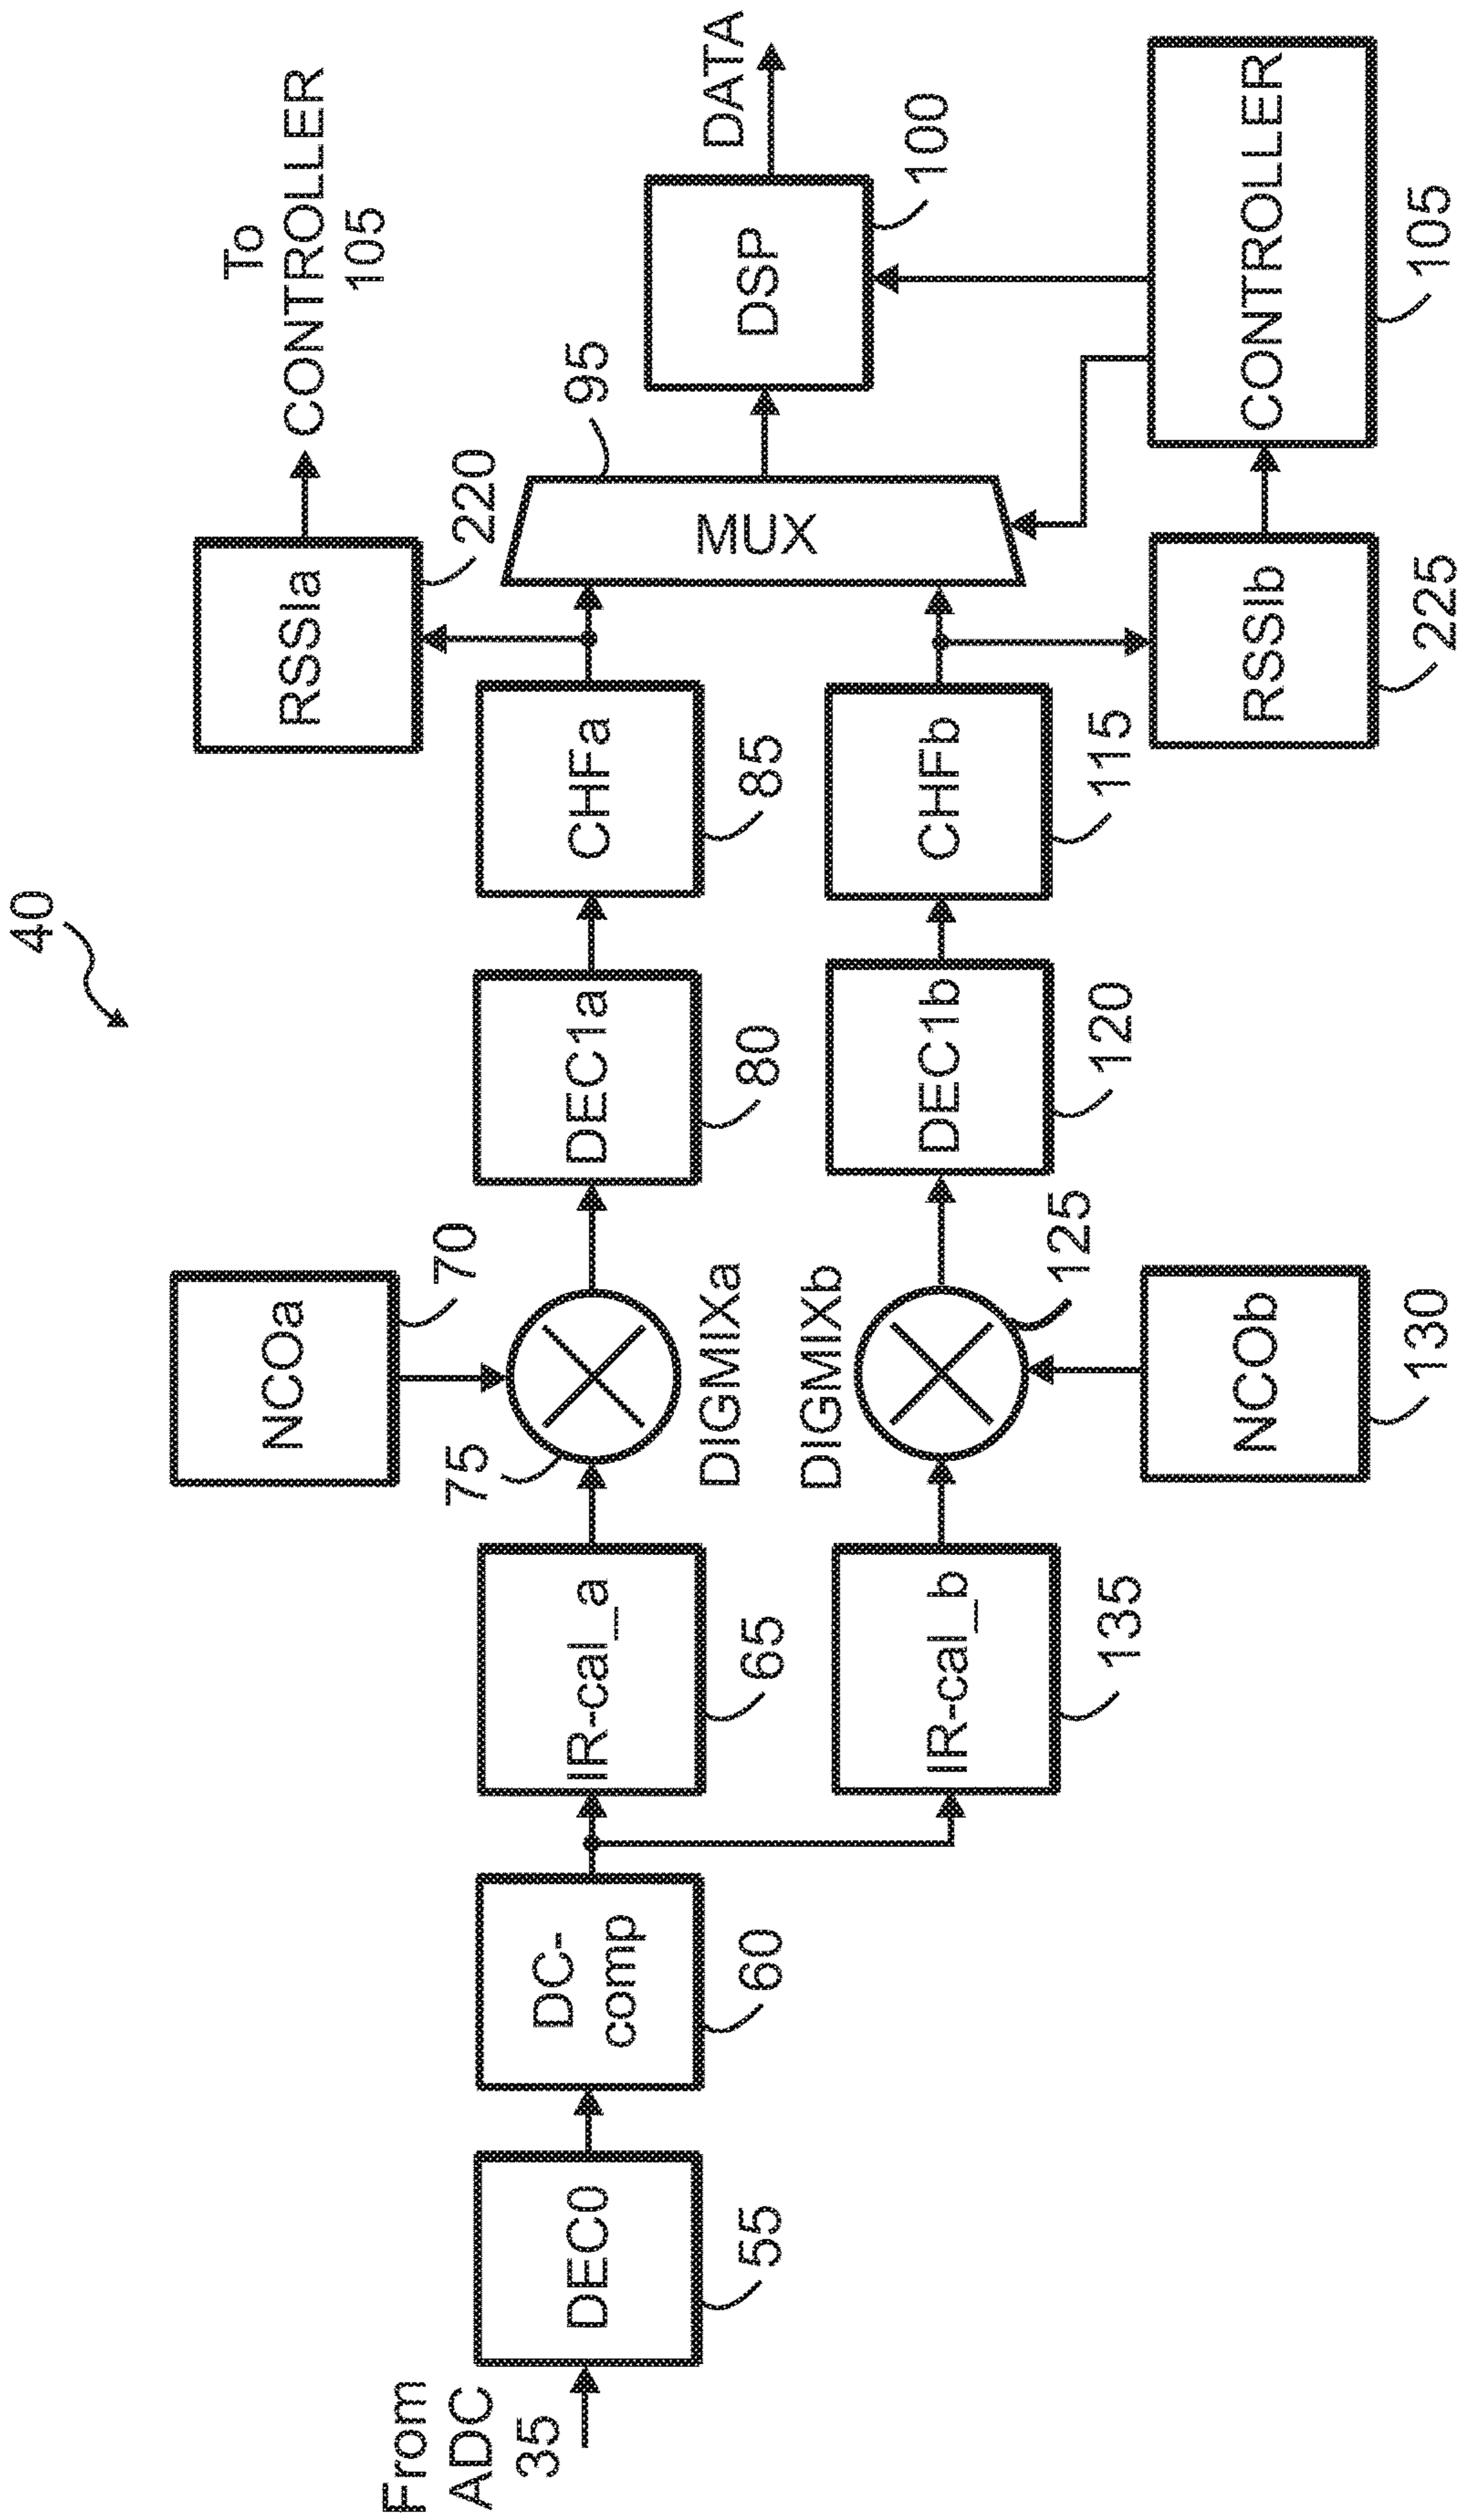 40
From
ADC
35
DEC0
55
DC-
comp
60
IR-cal_a
65
NCOa
70
75
DIGMIXa
DEC1a
80
CHFa
85
RSSIa
220
To
CONTROLLER
105
IR-cal_b
135
DIGMIXb
125
NCOb
130
DEC1b
120
CHFb
115
RSSIb
225
MUX
95
DSP
100
DATA
CONTROLLER
105